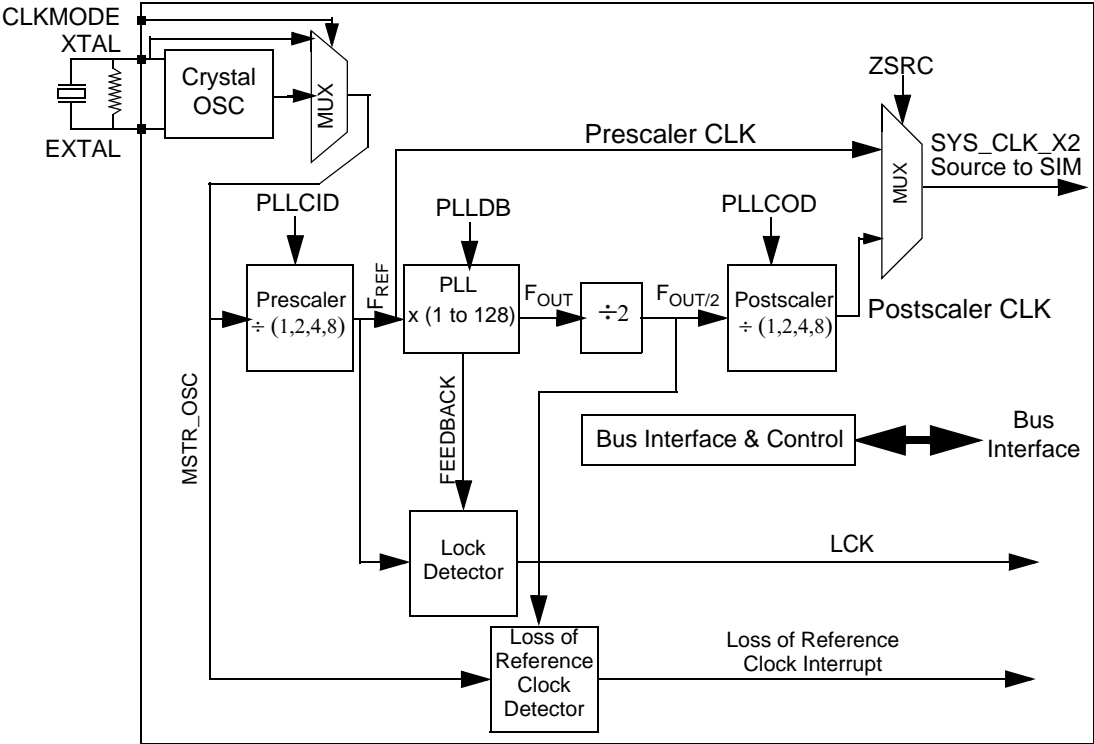 CLKMODE
XTAL
EXTAL
Crystal
OSC
MUX
ZSRC
Prescaler CLK
MUX
SYS_CLK_X2
Source to SIM
PLLCID
PLLDB
PLLCOD
Prescaler
÷ (1,2,4,8)
FREF
PLL
x (1 to 128)
FOUT
÷2
FOUT/2
Postscaler
÷ (1,2,4,8)
Postscaler CLK
MSTR_OSC
FEEDBACK
Bus Interface & Control
Bus
Interface
Lock
Detector
LCK
Loss of
Reference
Clock
Detector
Loss of Reference
Clock Interrupt